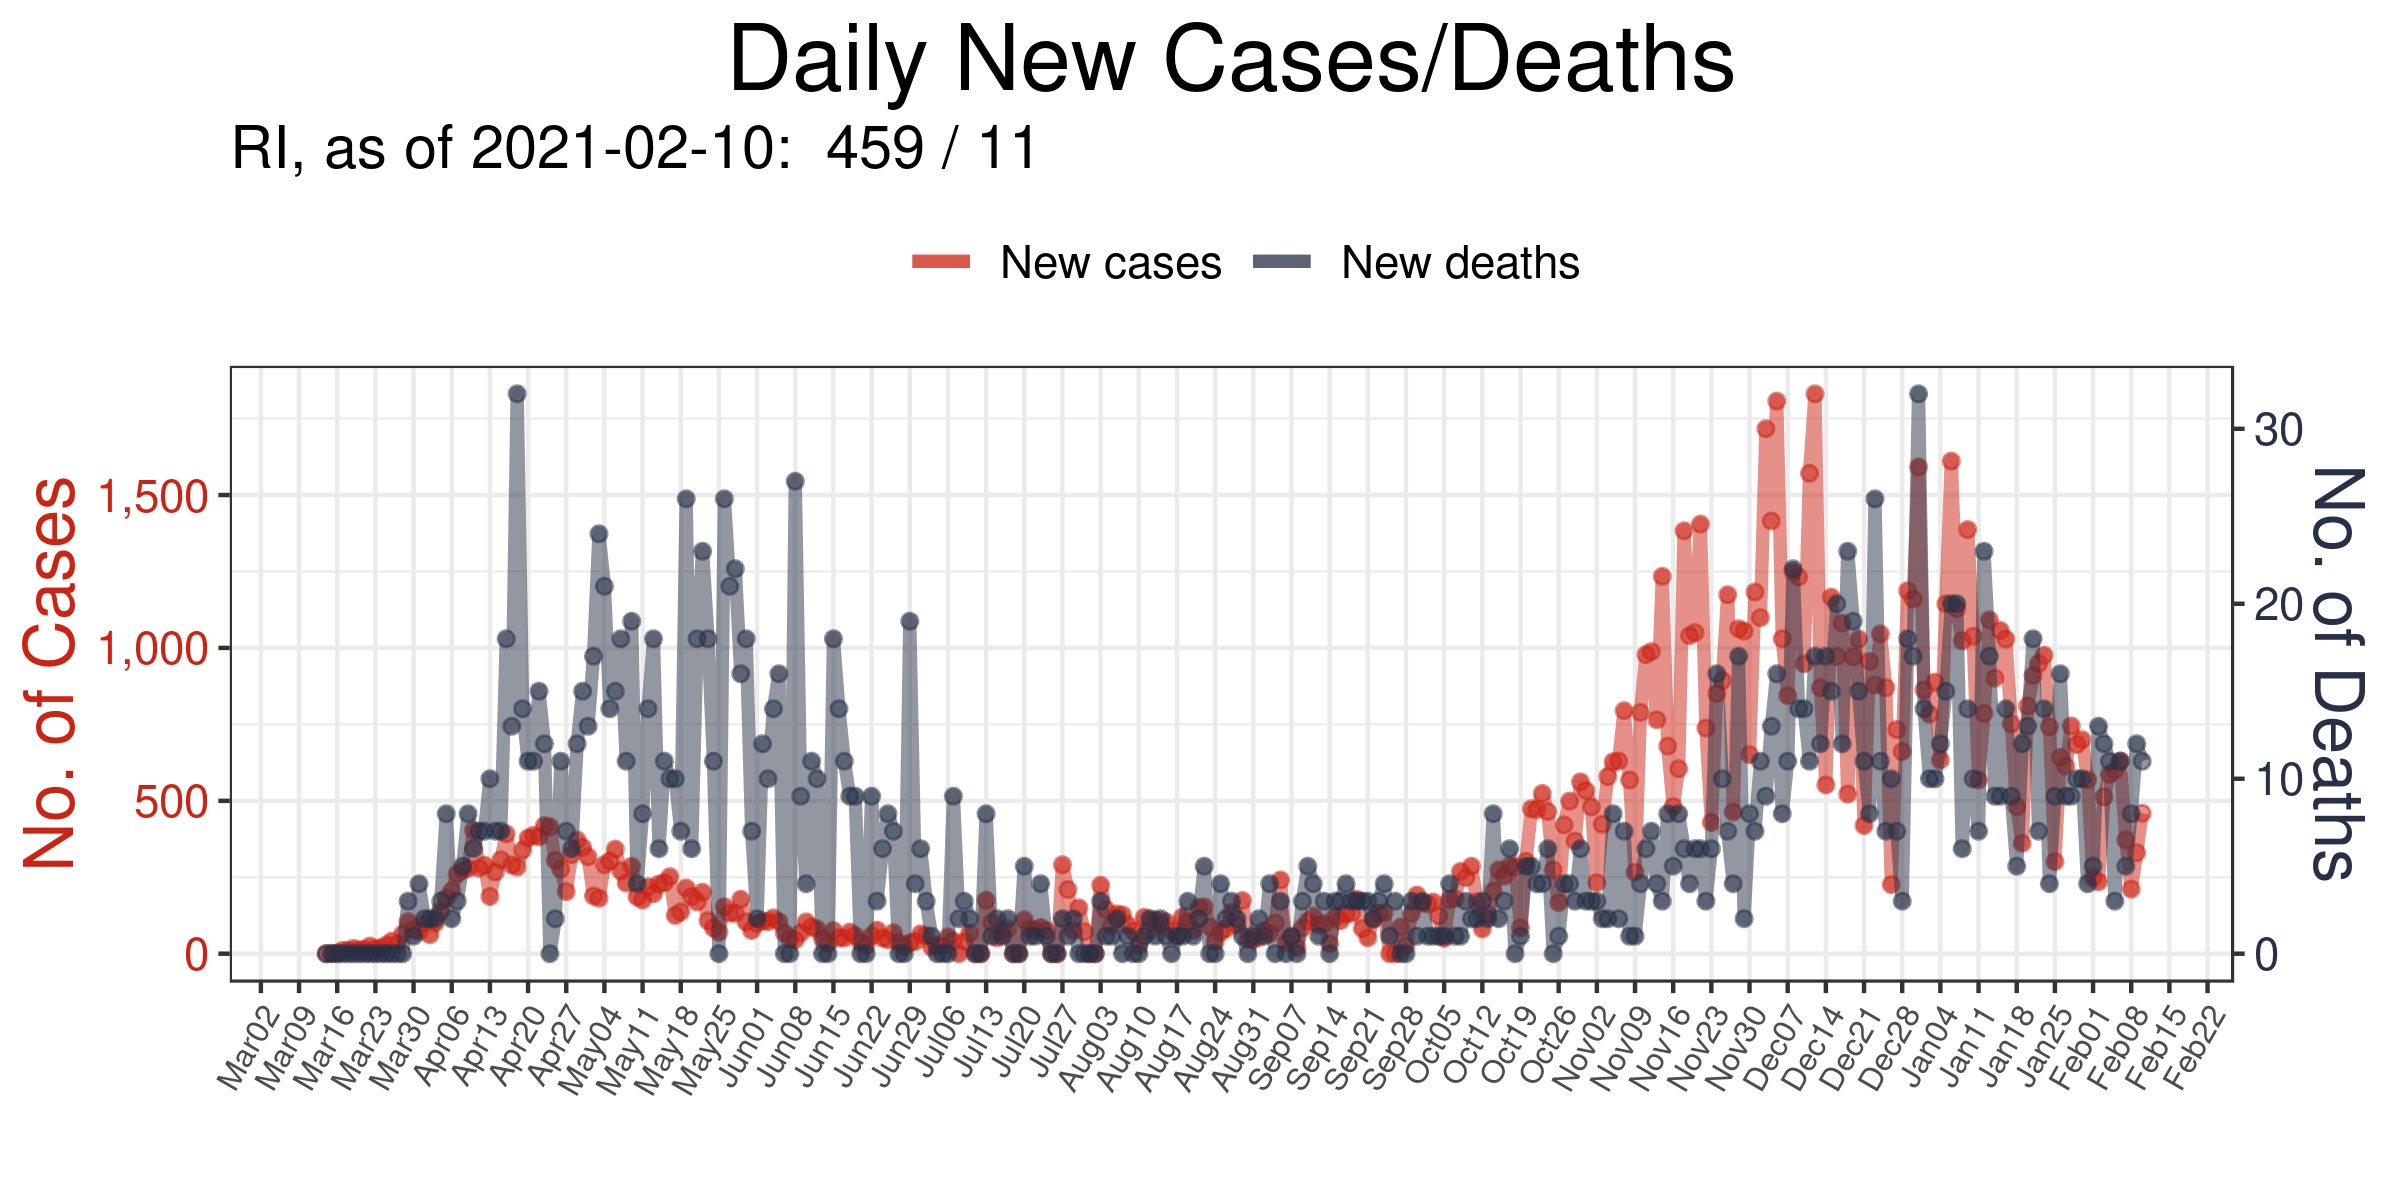 Daily New Cases/Deaths
RI, as of 2021-02-10:  459 / 11
New cases New deaths
No. of Cases
1,500
1,000
500
0
30
20
10
0
No. of Deaths
Mar02 Mar09 Mar16 Mar23 Mar30 Apr06 Apr13 Apr20 Apr27 May04 May11 May18 May25 Jun01 Jun08 Jun15 Jun22 Jun29 Jul06 Jul13 Jul20 Jul27 Aug03 Aug10 Aug17 Aug24 Aug31 Sep07 Sep14 Sep21 Sep28 Oct05 Oct12 Oct19 Oct26 Nov02 Nov09 Nov16 Nov23 Nov30 Dec07 Dec14 Dec21 Dec28 Jan04 Jan11 Jan18 Jan25 Feb01 Feb08 Feb15 Feb22